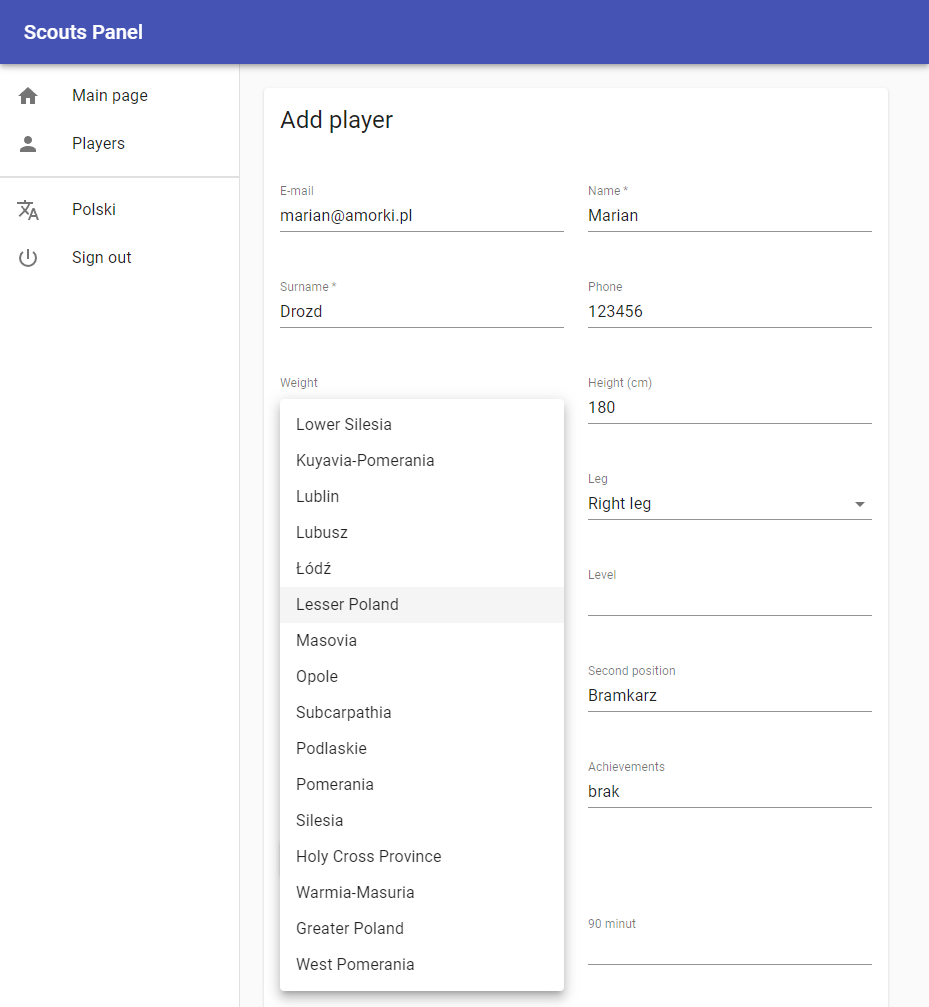 Scouts Panel
Main page
Players
Polski
Sign out
Add player
E-mail
marian@amorki.pl
Name *
Marian
Surname *
Drozd
Phone
123456
Weight
Height (cm)
180
Lower Silesia
Kuyavia-Pomerania
Lublin
Lubusz
Łódź
Lesser Poland
Masovia
Opole
Subcarpathia
Podlaskie
Pomerania
Silesia
Holy Cross Province
Warmia-Masuria
Greater Poland
West Pomerania
Leg
Right leg
Level
Second position
Bramkarz
Achievements
brak
90 minut